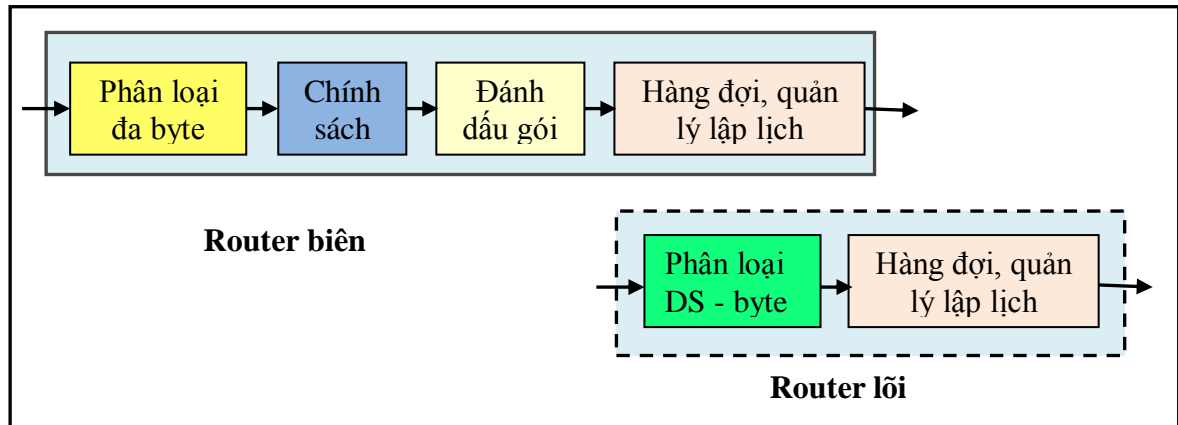 Phân loại
đa byte
Chính
sách
Đánh
dấu gói
Hàng đợi, quản
lý lập lịch
Router biên
Phân loại
DS - byte
Hàng đợi, quản
lý lập lịch
Router lõi